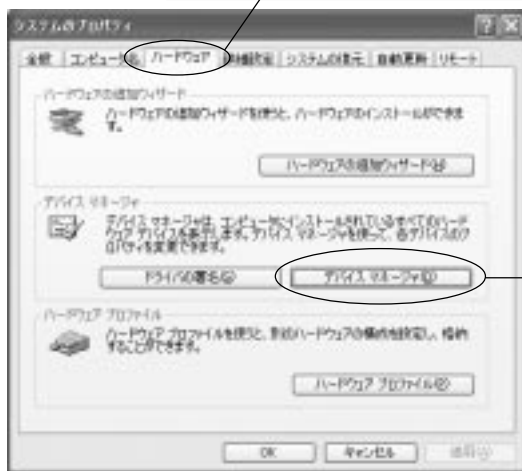 システムのプロパティ
全般 コンピュータ名 ハードウェア 詳細設定 システムの復元 自動更新 リモート
ハードウェアの追加ウィザード
ハードウェアの追加ウィザードを使うと、ハードウェアのインストールができま
す。
ハードウェアの追加ウィザード(H)
デバイス マネージャ
デバイス マネージャは、コンピュータにインストールされているすべてのハード
ウェア デバイスを表示します。デバイス マネージャを使って、各デバイスのプ
ロパティを変更できます。
ドライバの署名(S)
デバイス マネージャ(D)
ハードウェア プロファイル
ハードウェア プロファイルを使うと、別のハードウェアの構成を設定し、格納
することができます。
ハードウェア プロファイル(P)
OK キャンセル 適用(A)